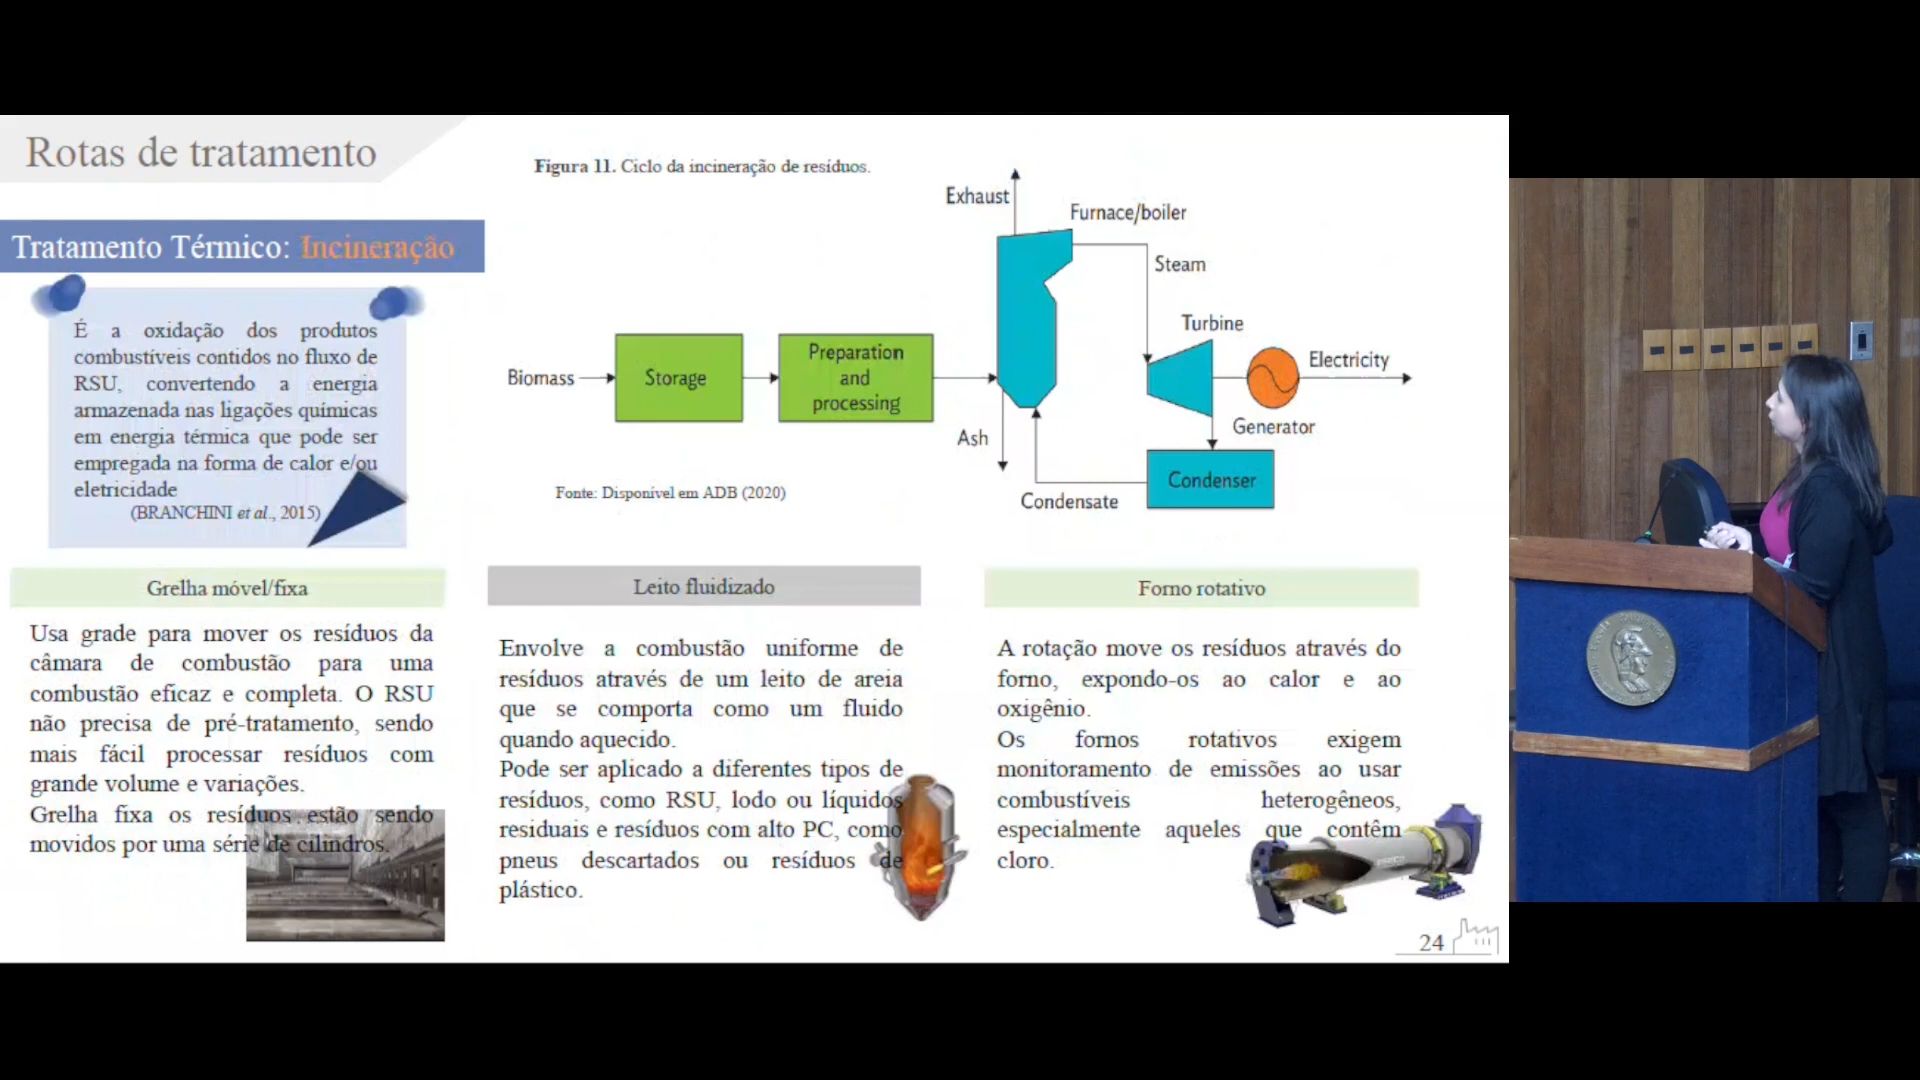 Rotas de tratamento
Tratamento Térmico: Incineração
É a oxidação dos produtos
combustíveis contidos no fluxo de
RSU, convertendo a energia
armazenada nas ligações químicas
em energia térmica que pode ser
empregada na forma de calor e/ou
eletricidade
(BRANCHINI et al., 2015)
Figura 11. Ciclo da incineração de resíduos.
Exhaust
Furnace/boiler
Steam
Turbine
Biomass
Storage
Preparation
and
processing
Electricity
Generator
Ash
Condenser
Condensate
Fonte: Disponível em ADB (2020)
Grelha móvel/fixa
Usa grade para mover os resíduos da
câmara de combustão para uma
combustão eficaz e completa. O RSU
não precisa de pré-tratamento, sendo
mais fácil processar resíduos com
grande volume e variações.
Grelha fixa os resíduos estão sendo
movidos por uma série de cilindros.
Leito fluidizado
Envolve a combustão uniforme de
resíduos através de um leito de areia
que se comporta como um fluido
quando aquecido.
Pode ser aplicado a diferentes tipos de
resíduos, como RSU, lodo ou líquidos
residuais e resíduos com alto PC, como
pneus descartados ou resíduos de
plástico.
Forno rotativo
A rotação move os resíduos através do
forno, expondo-os ao calor e ao
oxigênio.
Os fornos rotativos exigem
monitoramento de emissões ao usar
combustíveis heterogêneos,
especialmente aqueles que contêm
cloro.
24